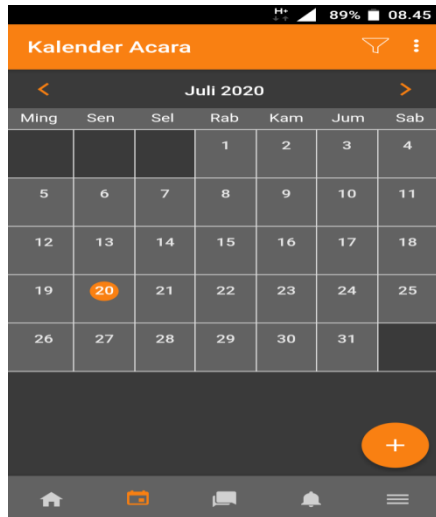 H+ 89% 08.45
Kalender Acara
Juli 2020
Ming Sen Sel Rab Kam Jum Sab
1 2 3 4
5 6 7 8 9 10 11
12 13 14 15 16 17 18
19 20 21 22 23 24 25
26 27 28 29 30 31